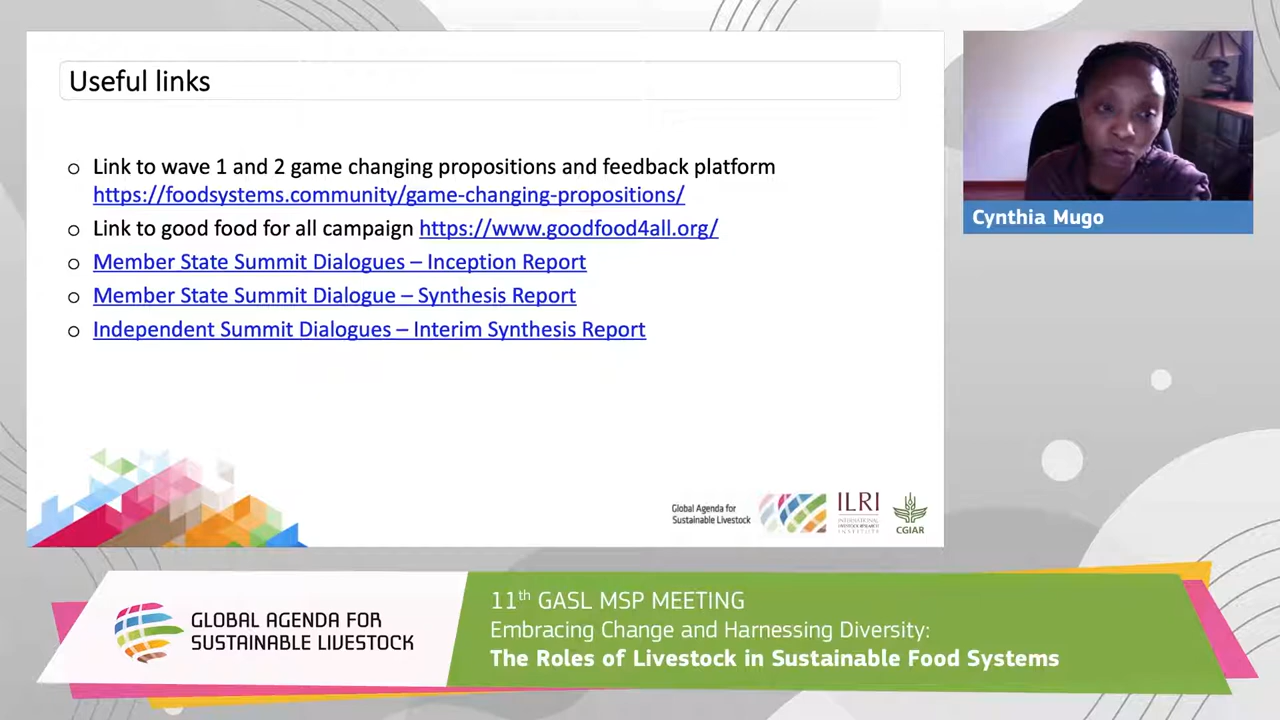 Useful links
o Link to wave 1 and 2 game changing propositions and feedback platform
https://foodsystems.community/game-changing-propositions/
o Link to good food for all campaign https://www.goodfood4all.org/
o Member State Summit Dialogues – Inception Report
o Member State Summit Dialogue – Synthesis Report
o Independent Summit Dialogues – Interim Synthesis Report
Cynthia Mugo
Global Agenda for
Sustainable Livestock
ILRI
INTERNATIONAL
LIVESTOCK RESEARCH
INSTITUTE
CGIAR
GLOBAL AGENDA FOR
SUSTAINABLE LIVESTOCK
11th GASL MSP MEETING
Embracing Change and Harnessing Diversity:
The Roles of Livestock in Sustainable Food Systems